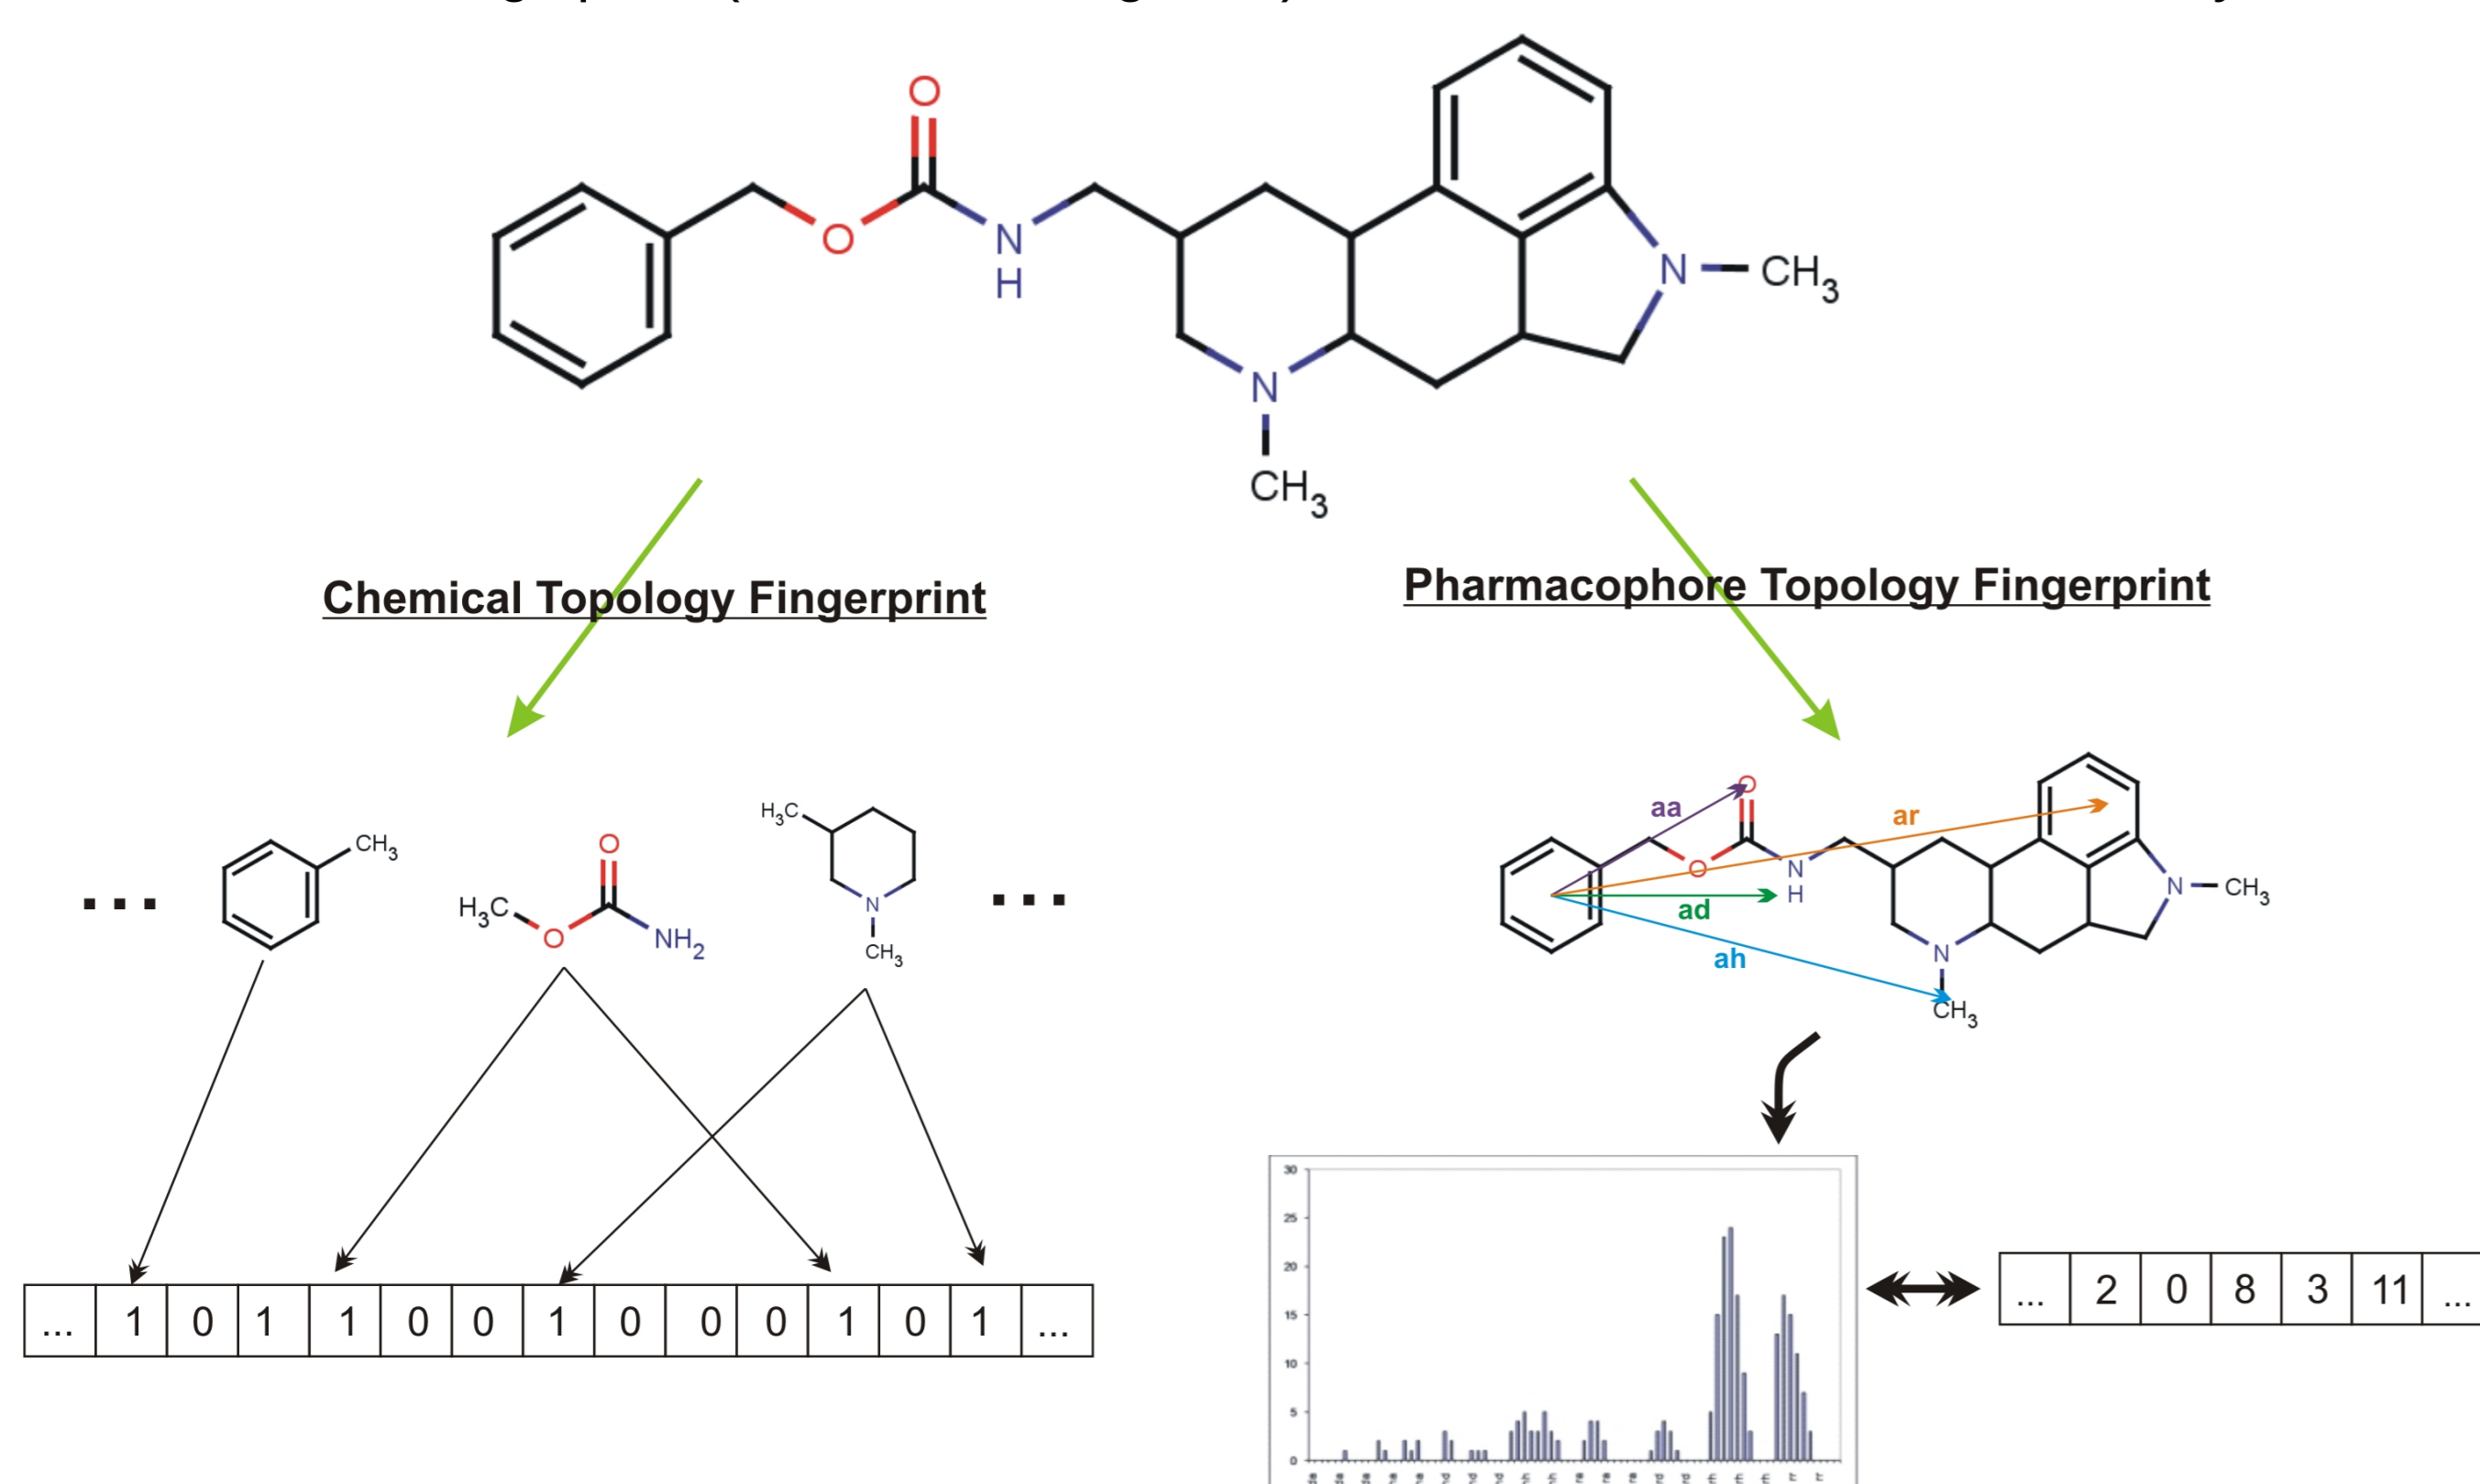 O
O
N
H
N
CH3
N
CH3
Chemical Topology Fingerprint
Pharmacophore Topology Fingerprint
...
CH3
H3C
O
O
NH2
H3C
N
CH3
...
aa
O
ar
O
N
H
ad
ah
N
CH3
N
CH3
30
25
20
15
10
5
0
... 1 0 1 1 0 0 1 0 0 0 1 0 1 ...
... 2 0 8 3 11 ...